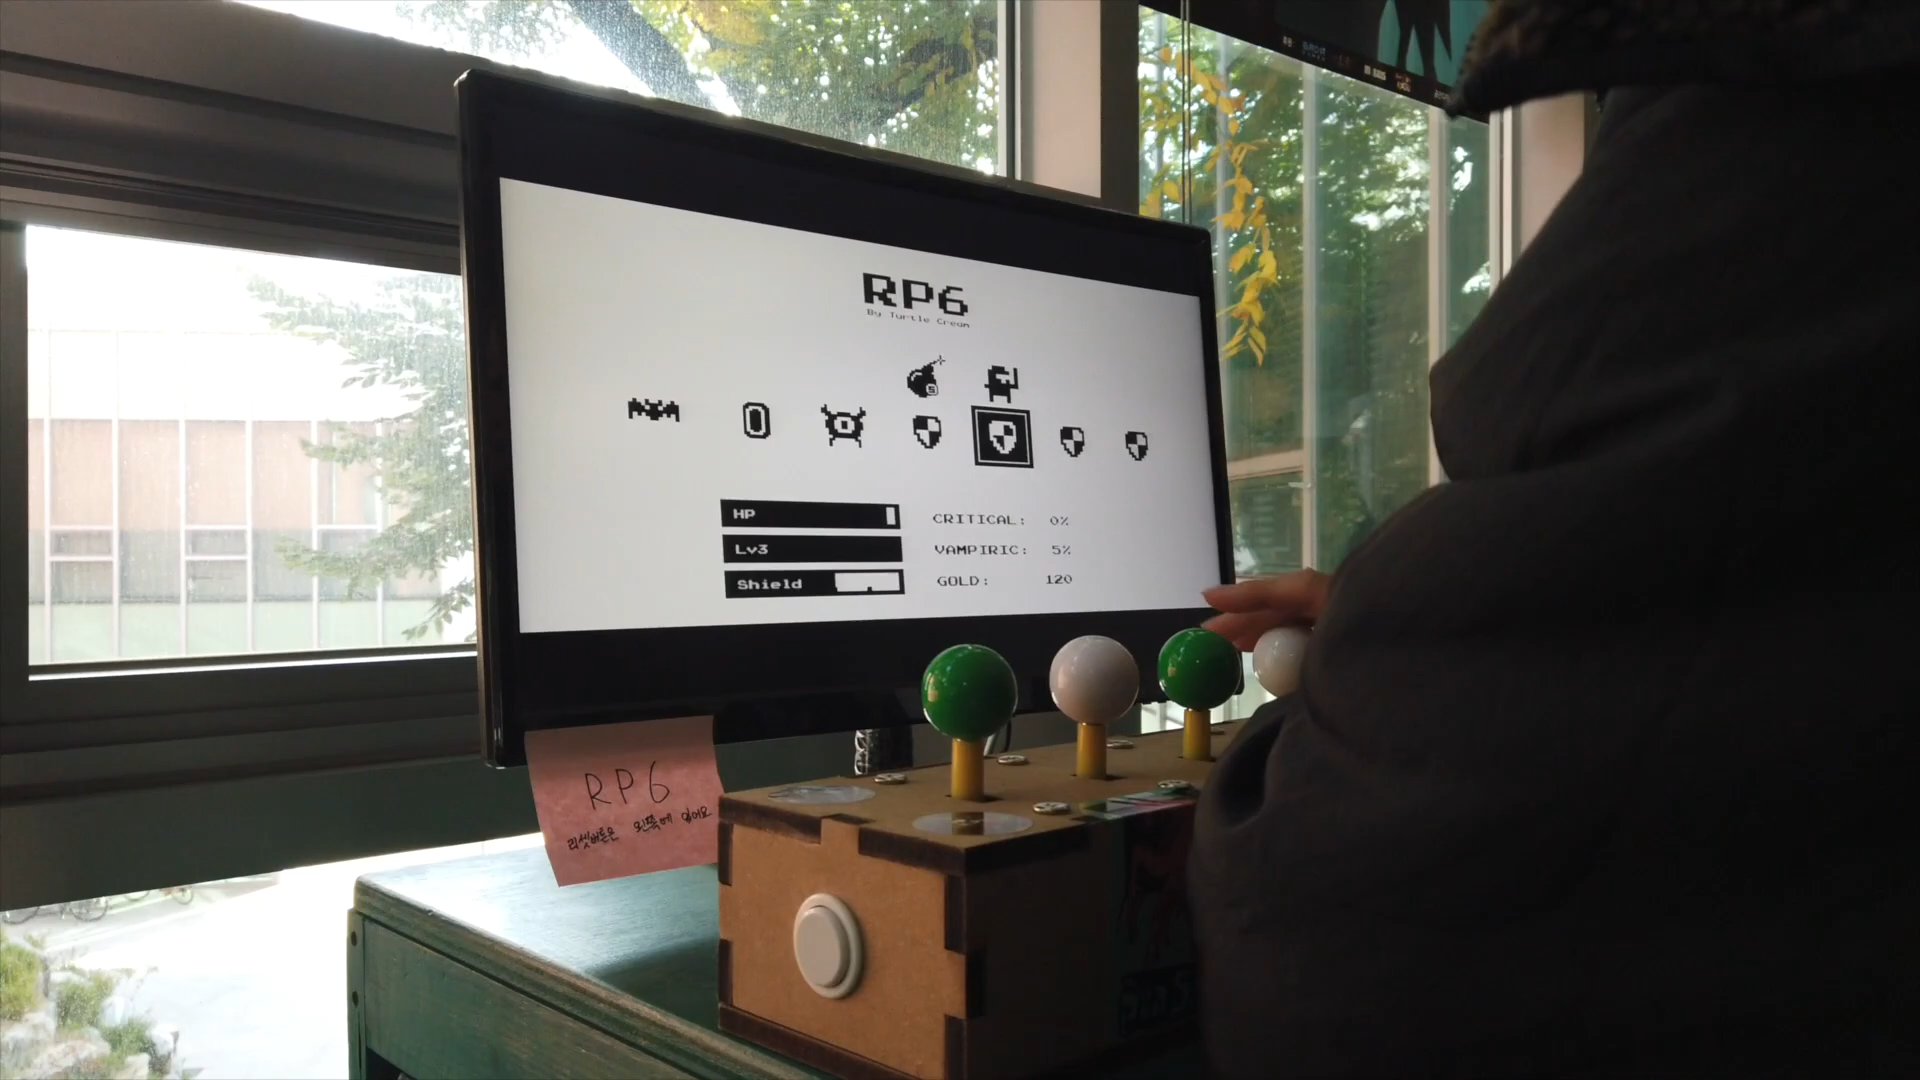 RP6
By Turtle Cream
HP
Lv3
Shield
CRITICAL: 0%
VAMPIRIC: 5%
GOLD: 120
RP6
리셋버튼은 왼쪽에 있어요